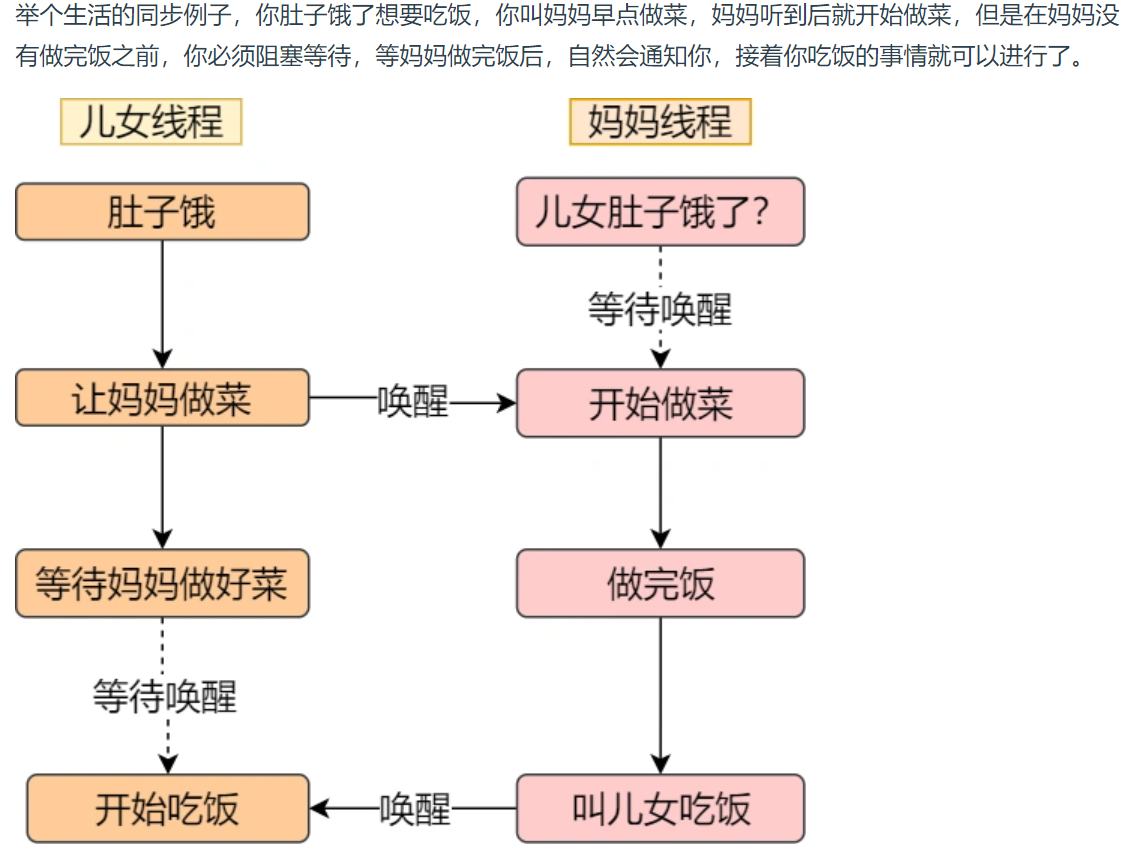 举个生活的同步例子，你肚子饿了想要吃饭，你叫妈妈早点做菜，妈妈听到后就开始做菜，但是在妈妈没
有做完饭之前，你必须阻塞等待，等妈妈做完饭后，自然会通知你，接着你吃饭的事情就可以进行了。
儿女线程
妈妈线程
肚子饿
儿女肚子饿了?
等待唤醒
让妈妈做菜
唤醒
开始做菜
等待妈妈做好菜
做完饭
等待唤醒
开始吃饭
唤醒
叫儿女吃饭